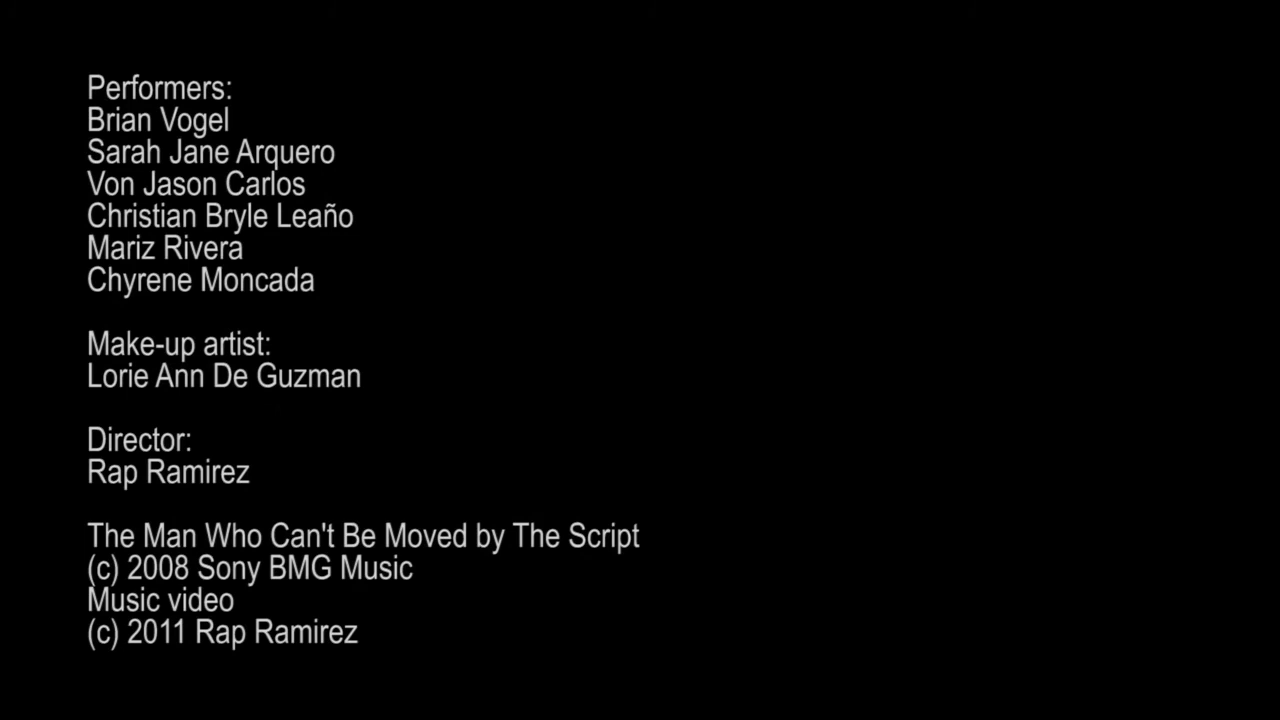 Performers:
Brian Vogel
Sarah Jane Arquero
Von Jason Carlos
Christian Bryle Leaño
Mariz Rivera
Chyrene Moncada
Make-up artist:
Lorie Ann De Guzman
Director:
Rap Ramirez
The Man Who Can't Be Moved by The Script
(c) 2008 Sony BMG Music
Music video
(c) 2011 Rap Ramirez